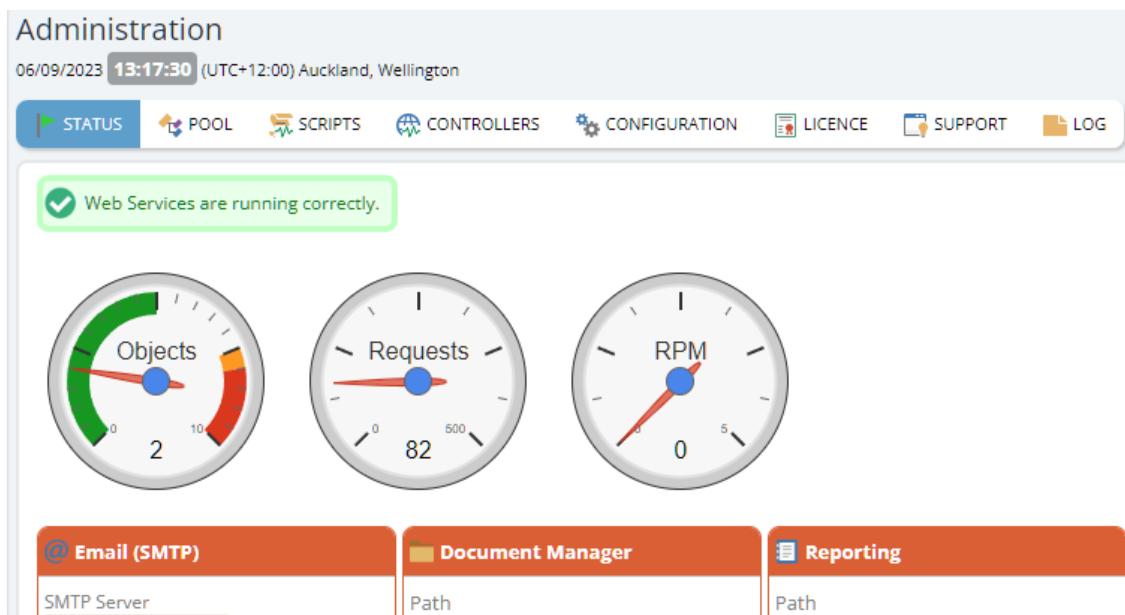 Administration
06/09/2023 13:17:30 (UTC+12:00) Auckland, Wellington
STATUS POOL SCRIPTS CONTROLLERS CONFIGURATION LICENCE SUPPORT LOG
Web Services are running correctly.
Objects Requests RPM
0 10 0 500 5
2 82 0
@ Email (SMTP) Document Manager Reporting
SMTP Server Path Path